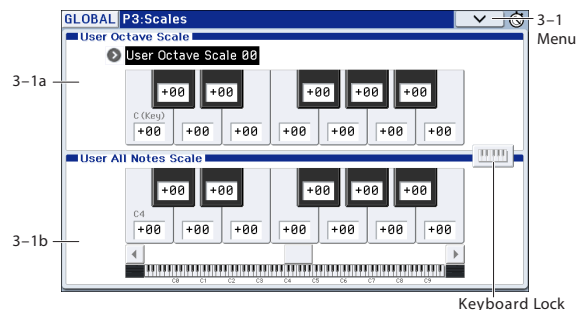 GLOBAL P3:Scales
3–1
Menu
User Octave Scale
User Octave Scale 00
3–1a
+00 +00 +00 +00 +00
C (Key)
+00 +00 +00 +00 +00 +00 +00 +00
User All Notes Scale
+00 +00 +00 +00 +00
C4
+00 +00 +00 +00 +00 +00 +00 +00
3–1b
C0 C1 C2 C3 C4 C5 C6 C7 C8 C9
Keyboard Lock